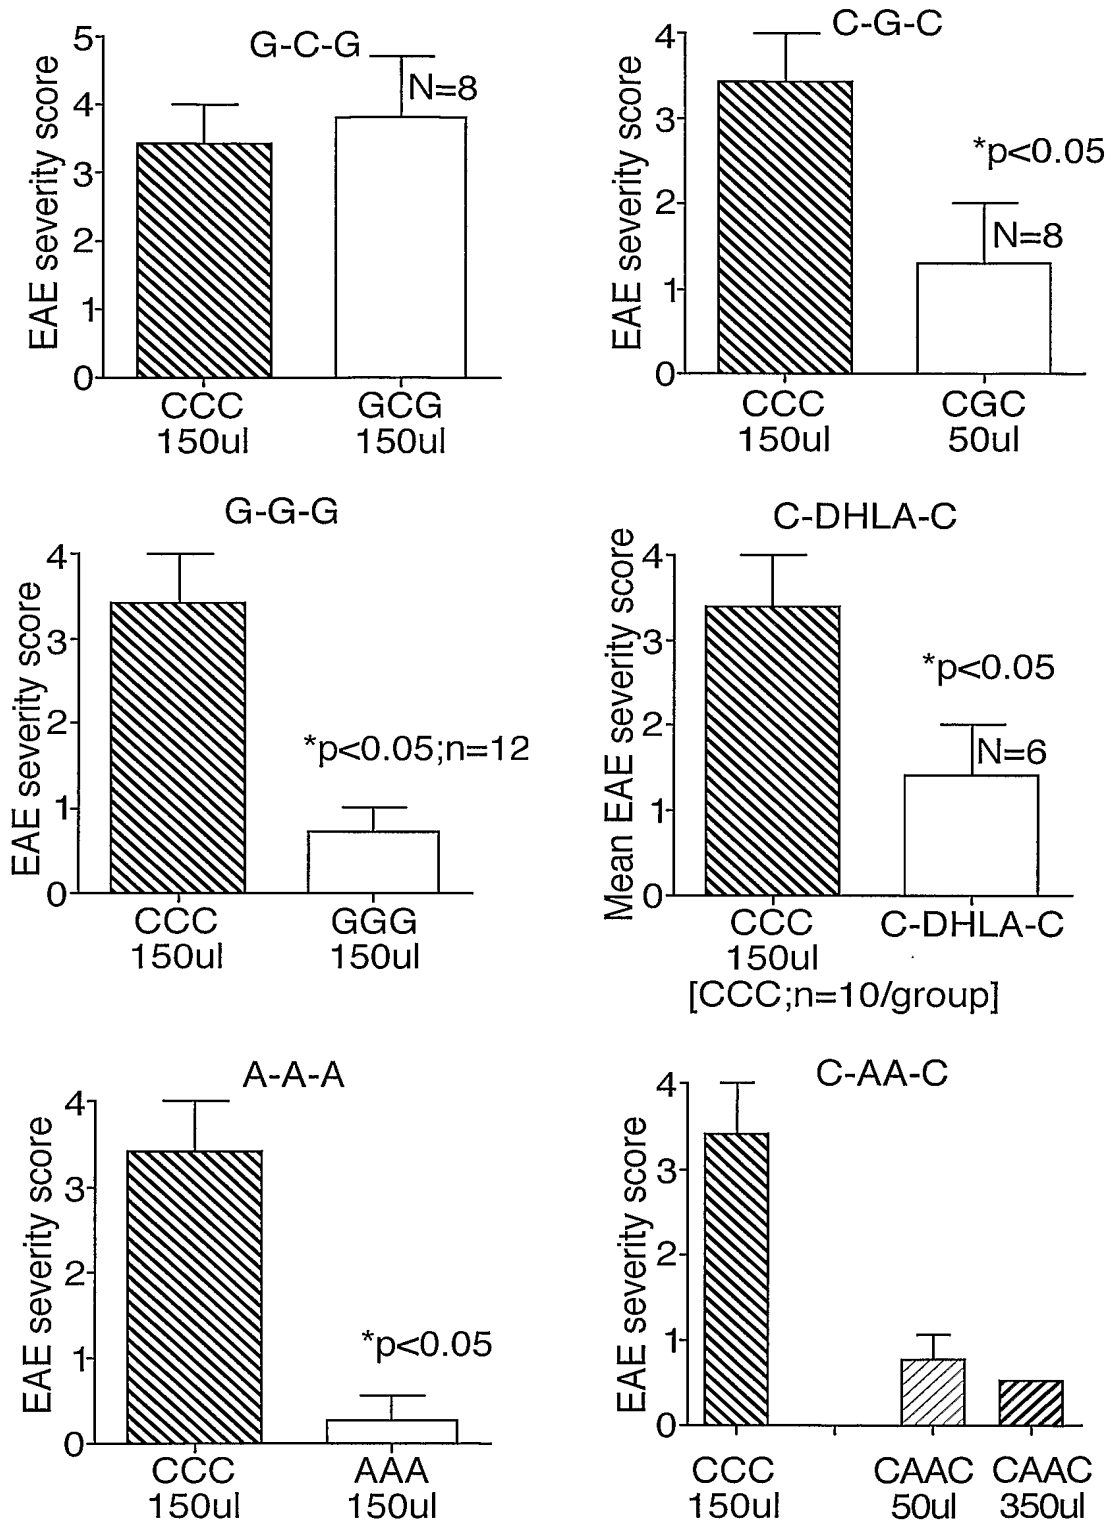 G-C-G
EAE severity score
5
4
3
2
1
0
N=8
CCC
150ul
GCG
150ul
C-G-C
EAE severity score
4
3
2
1
0
*p<0.05
N=8
CCC
150ul
CGC
50ul
G-G-G
EAE severity score
4
3
2
1
0
*p<0.05;n=12
CCC
150ul
GGG
150ul
C-DHLA-C
Mean EAE severity score
4
3
2
1
0
*p<0.05
N=6
CCC
150ul
C-DHLA-C
[CCC;n=10/group]
A-A-A
EAE severity score
4
3
2
1
0
*p<0.05
CCC
150ul
AAA
150ul
C-AA-C
EAE severity score
4
3
2
1
0
CCC
150ul
CAAC
50ul
CAAC
350ul